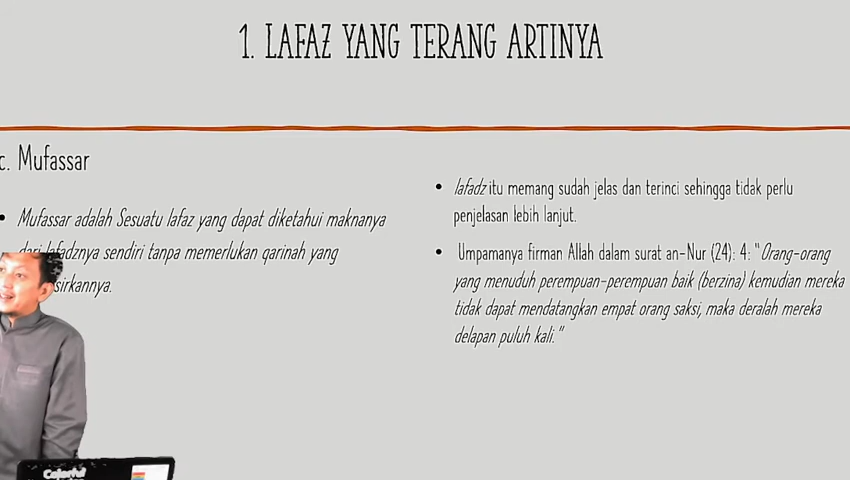 1. LAFAZ YANG TERANG ARTINYA
c. Mufassar
• Mufassar adalah Sesuatu lafaz yang dapat diketahui maknanya
dari lafadznya sendiri tanpa memerlukan qarinah yang
sirkannya.
• lafadz itu memang sudah jelas dan terinci sehingga tidak perlu
penjelasan lebih lanjut.
• Umpamanya firman Allah dalam surat an-Nur (24): 4: "Orang-orang
yang menuduh perempuan-perempuan baik (berzina) kemudian mereka
tidak dapat mendatangkan empat orang saksi, maka deralah mereka
delapan puluh kali."
Colorful